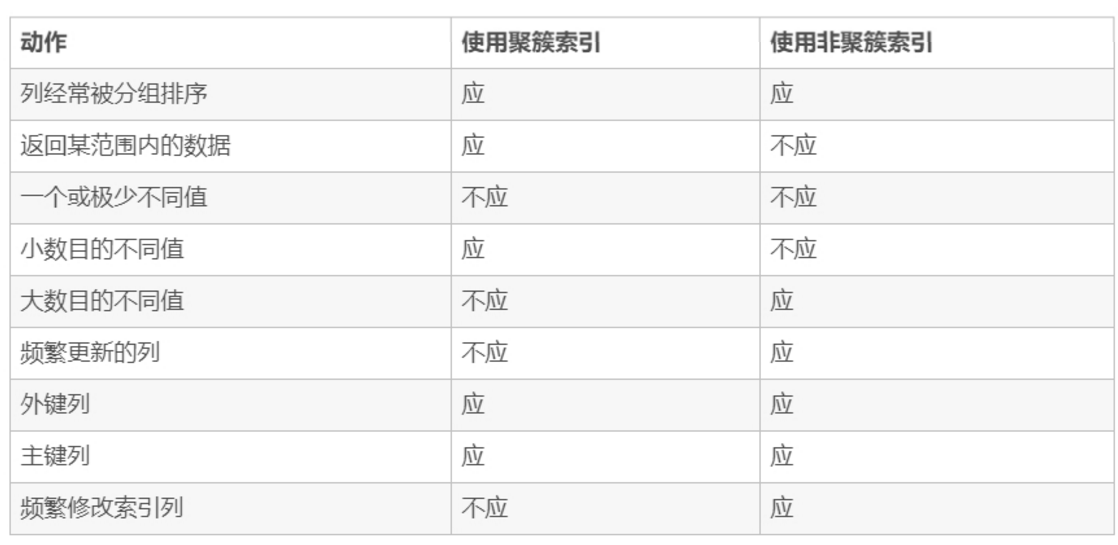 动作 使用聚簇索引 使用非聚簇索引
列经常被分组排序 应 应
返回某范围内的数据 应 不应
一个或极少不同值 不应 不应
小数目的不同值 应 不应
大数目的不同值 不应 应
频繁更新的列 不应 应
外键列 应 应
主键列 应 应
频繁修改索引列 不应 应